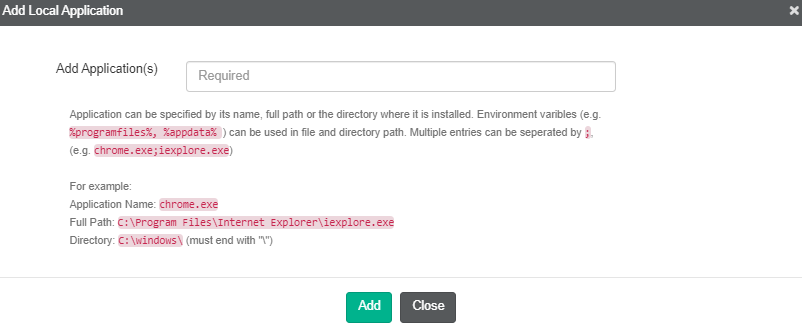 Add Local Application ×
Add Application(s) Required
Application can be specified by its name, full path or the directory where it is installed. Environment varibles (e.g.
%programfiles%, %appdata% ) can be used in file and directory path. Multiple entries can be seperated by ;,
(e.g. chrome.exe;iexplore.exe)
For example:
Application Name: chrome.exe
Full Path: C:\Program Files\Internet Explorer\iexplore.exe
Directory: C:\windows\ (must end with "\")
Add Close